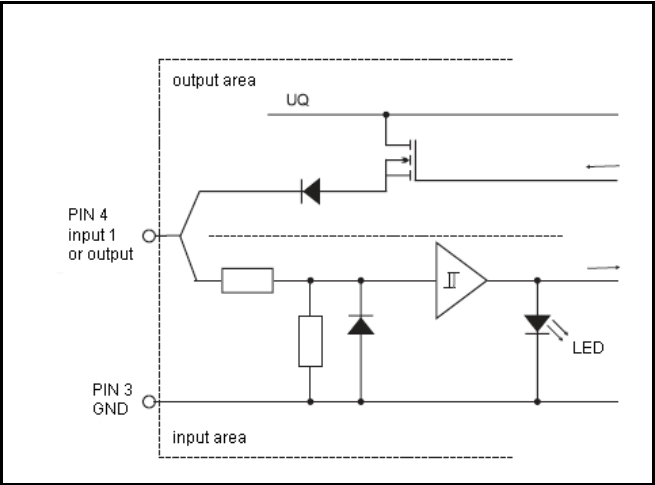 output area
UQ
PIN 4
input 1
or output
LED
PIN 3
GND
input area